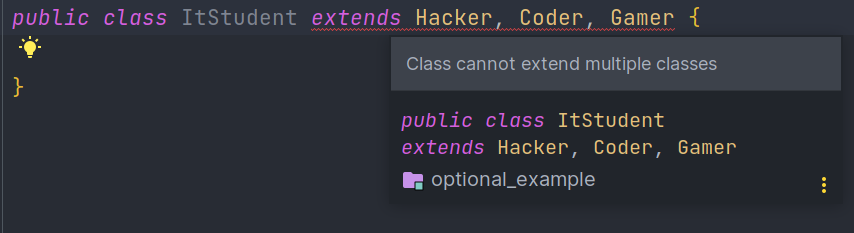 public class ItStudent extends Hacker, Coder, Gamer {
}
Class cannot extend multiple classes
public class ItStudent
extends Hacker, Coder, Gamer
optional_example